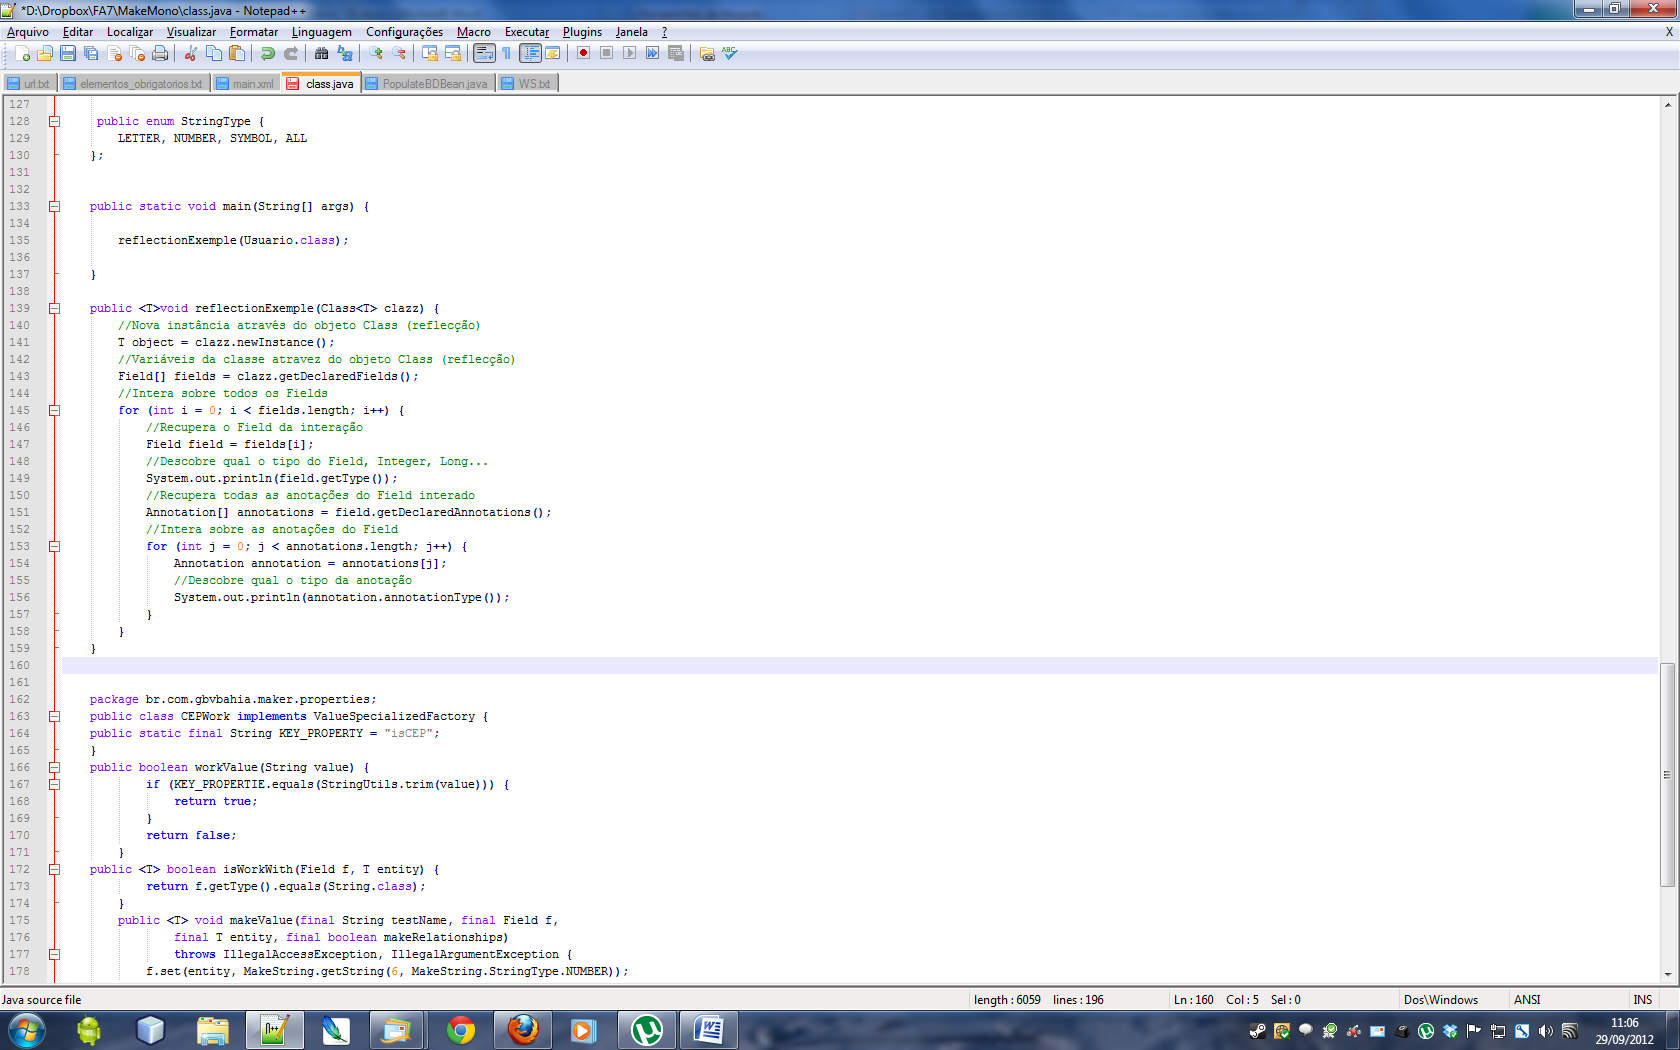 *D:\Dropbox\FA7\MakeMono\class.java - Notepad++
Arquivo Editar Localizar Visualizar Formatar Linguagem Configurações Macro Executar Plugins Janela ? X
url.txt elementos_obrigatorios.txt main.xml class.java PopulateBDBean.java WS.txt
127
128 public enum StringType {
129 LETTER, NUMBER, SYMBOL, ALL
130 };
131
132
133 public static void main(String[] args) {
134
135 reflectionExemple(Usuario.class);
136
137 }
138
139 public <T>void reflectionExemple(Class<T> clazz) {
140 //Nova instância através do objeto Class (reflecção)
141 T object = clazz.newInstance();
142 //Variáveis da classe atravez do objeto Class (reflecção)
143 Field[] fields = clazz.getDeclaredFields();
144 //Intera sobre todos os Fields
145 for (int i = 0; i < fields.length; i++) {
146 //Recupera o Field da interação
147 Field field = fields[i];
148 //Descobre qual o tipo do Field, Integer, Long...
149 System.out.println(field.getType());
150 //Recupera todas as anotações do Field interado
151 Annotation[] annotations = field.getDeclaredAnnotations();
152 //Intera sobre as anotações do Field
153 for (int j = 0; j < annotations.length; j++) {
154 Annotation annotation = annotations[j];
155 //Descobre qual o tipo da anotação
156 System.out.println(annotation.annotationType());
157 }
158 }
159 }
160
161
162 package br.com.gbvbahia.maker.properties;
163 public class CEPWork implements ValueSpecializedFactory {
164 public static final String KEY_PROPERTY = "isCEP";
165 }
166 public boolean workValue(String value) {
167 if (KEY_PROPERTIE.equals(StringUtils.trim(value))) {
168 return true;
169 }
170 return false;
171 }
172 public <T> boolean isWorkWith(Field f, T entity) {
173 return f.getType().equals(String.class);
174 }
175 public <T> void makeValue(final String testName, final Field f,
176 final T entity, final boolean makeRelationships)
177 throws IllegalAccessException, IllegalArgumentException {
178 f.set(entity, MakeString.getString(6, MakeString.StringType.NUMBER));
Java source file length : 6059 lines : 196 Ln : 160 Col : 5 Sel : 0 Dos\Windows ANSI INS
11:06
29/09/2012